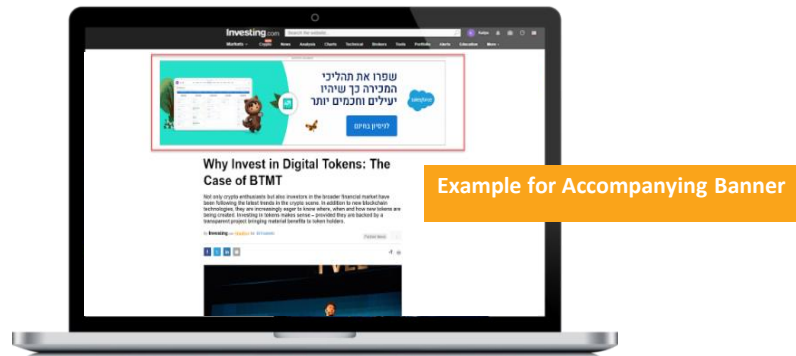 Investing.com
Search the website...
Markets
Crypto
News
Analysis
Charts
Technical
Brokers
Tools
Portfolio
Alerts
Education
More
שפרו את תהליכי
המכירה כך שיהיו
יעילים וחכמים יותר
salesforce
לניסיון בחינם
Why Invest in Digital Tokens: The
Case of BTMT
Not only crypto enthusiasts but also investors in the broader financial market have
been following the latest trends in the crypto scene. In addition to new blockchain
technologies, they are increasingly eager to know where, when and how new tokens are
being created. Investing in tokens makes sense – provided they are backed by a
transparent project bringing material benefits to token holders.
Example for Accompanying Banner